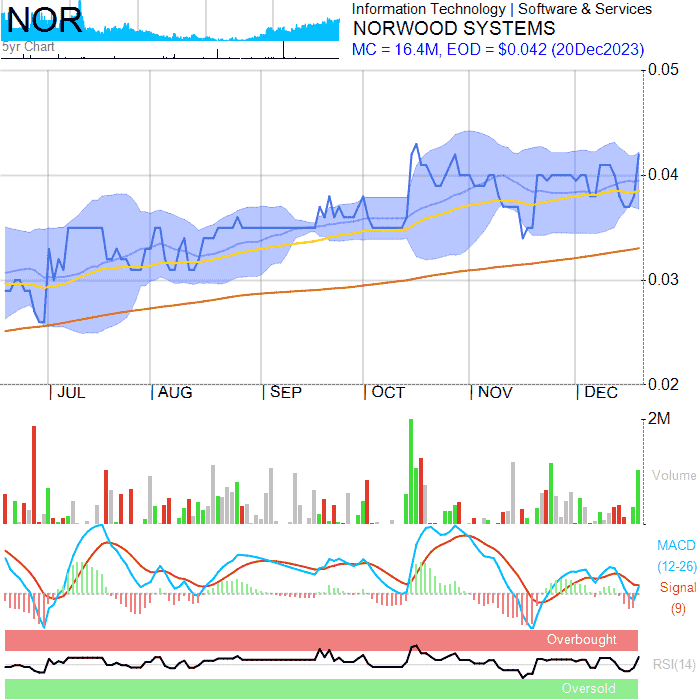 NOR
5yr Chart
Information Technology | Software & Services
NORWOOD SYSTEMS
MC = 16.4M, EOD = $0.042 (20Dec2023)
0.05
0.04
0.03
0.02
| JUL | AUG | SEP | OCT | NOV | DEC
2M
Volume
MACD
(12-26)
Signal
(9)
Overbought
RSI(14)
Oversold